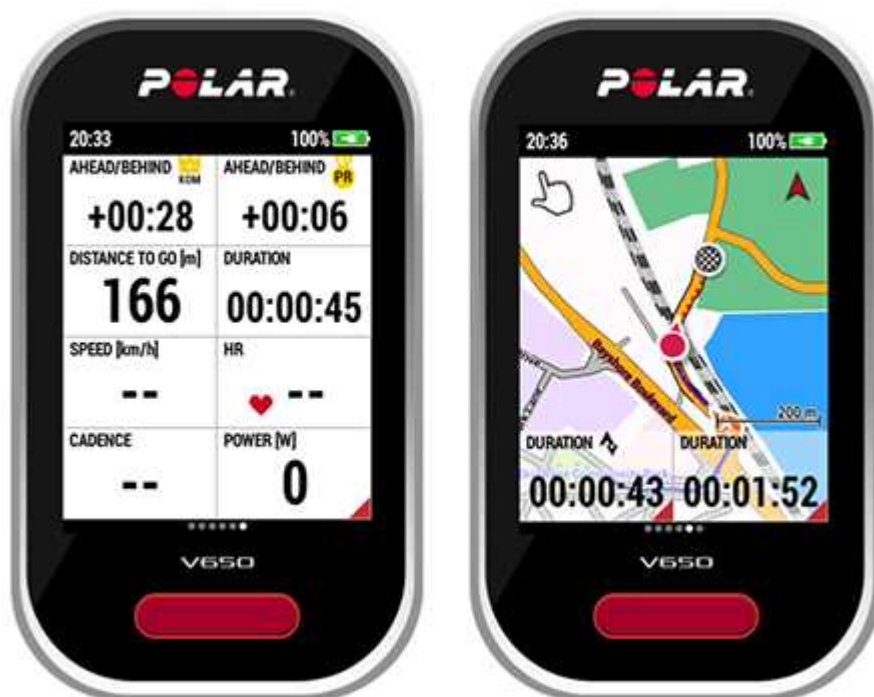 POLAR
20:33 100%
AHEAD/BEHIND KOM AHEAD/BEHIND PR
+00:28 +00:06
DISTANCE TO GO [m] DURATION
166 00:00:45
SPEED [km/h] HR
-- --
CADENCE POWER [W]
-- 0
V650
POLAR
20:36 100%
Bayshore Boulevard
200 m
DURATION DURATION
00:00:43 00:01:52
V650